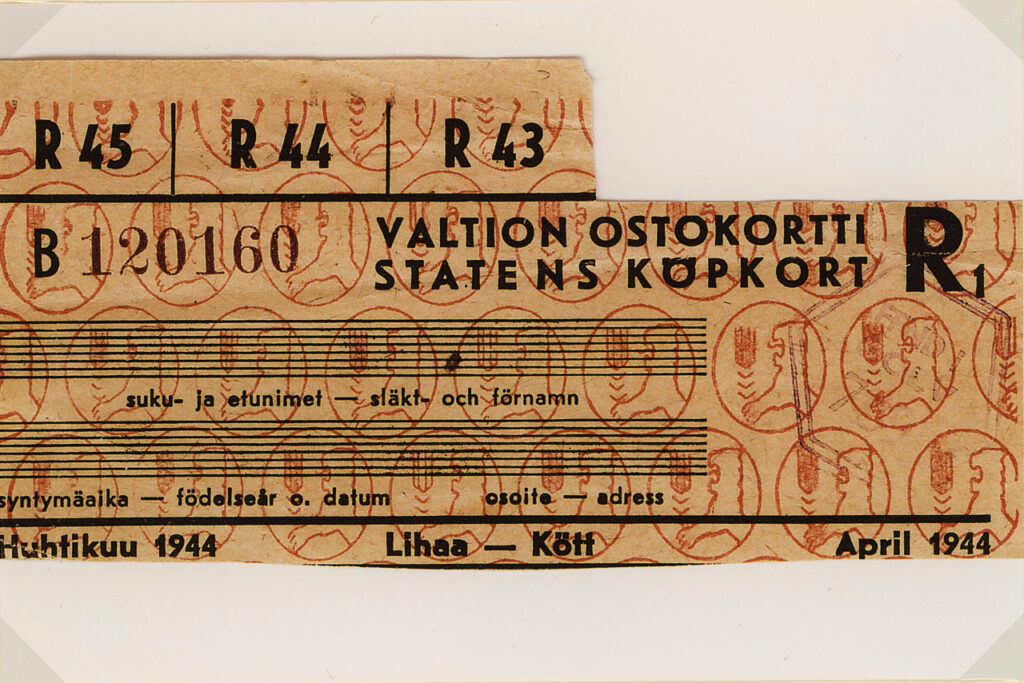 R 45 R 44 R 43
B 120160
VALTION OSTOKORTTI R1
STATENS KÖPKORT
suku- ja etunimet — släkt- och förnamn
syntymäaika — födelseår o. datum osoite — adress
Huhtikuu 1944 Lihaa — Kött April 1944